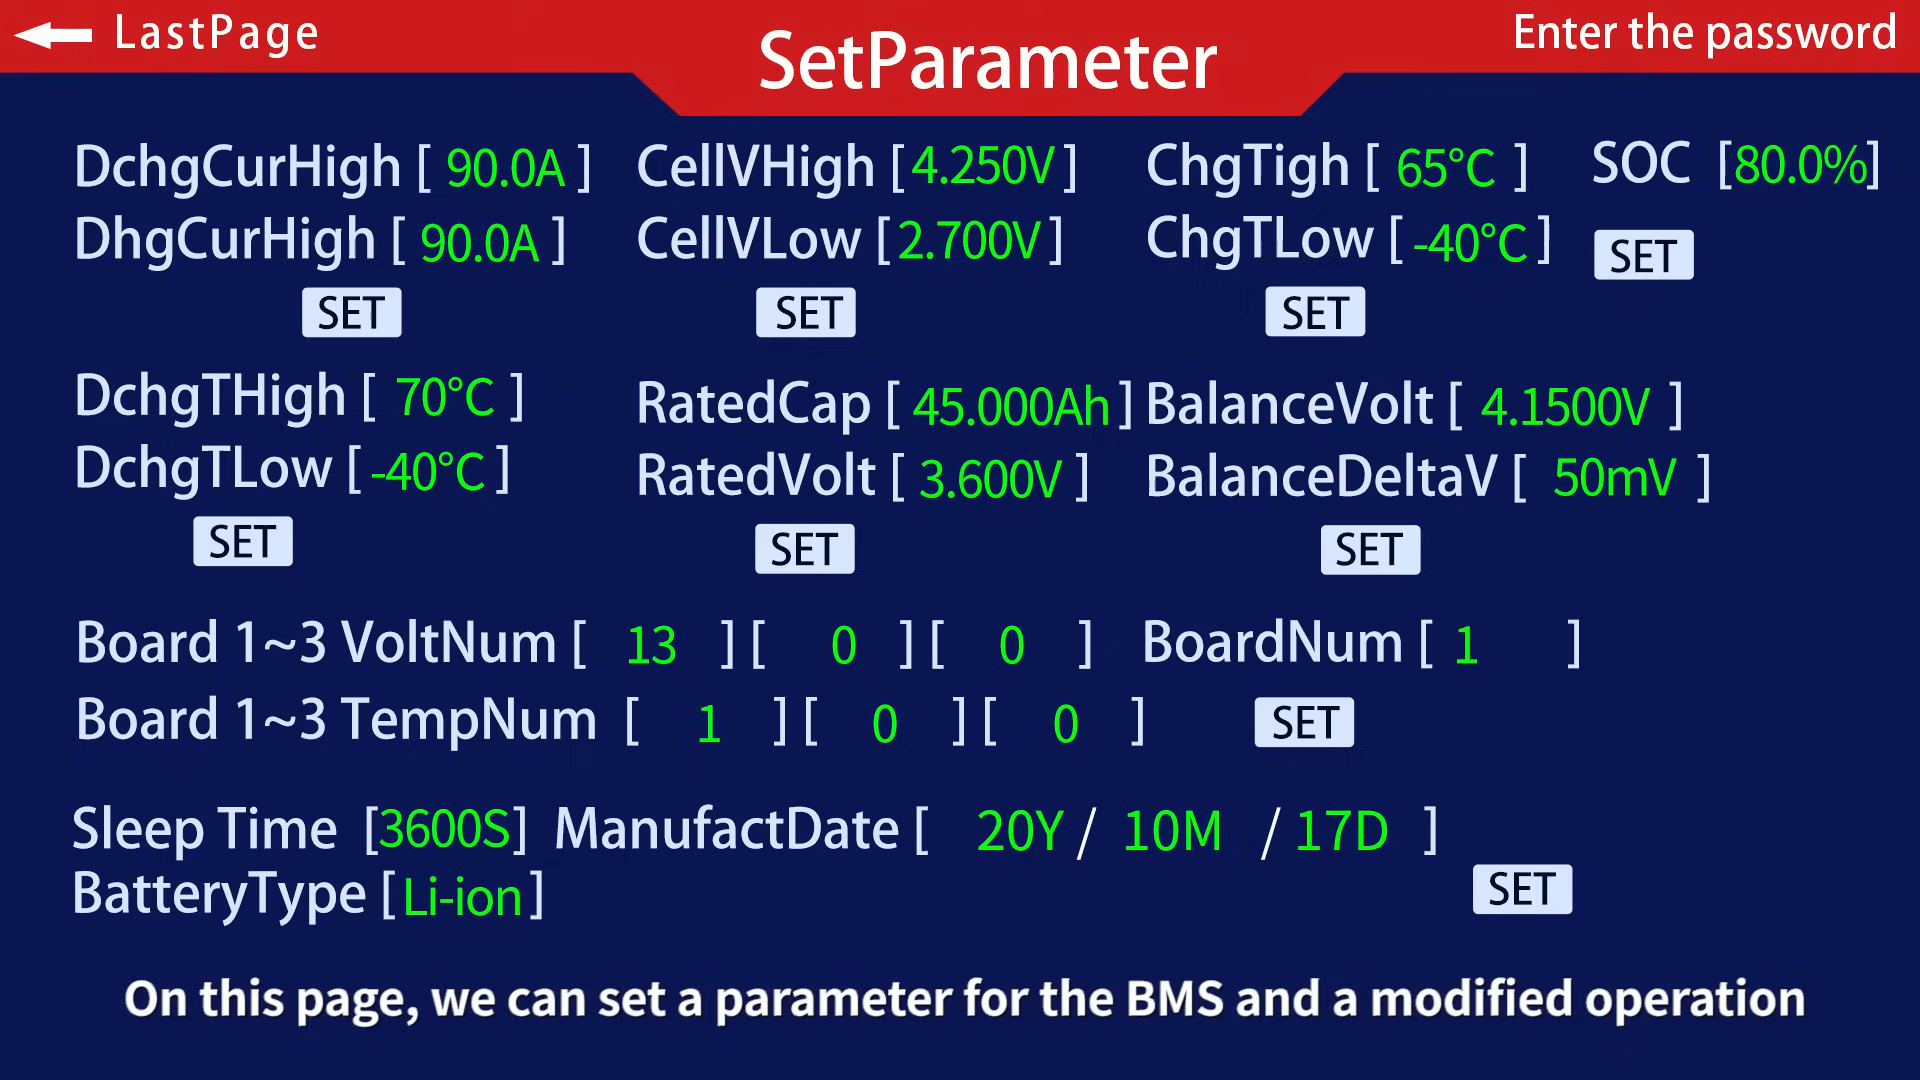 LastPage
SetParameter
Enter the password
DchgCurHigh [ 90.0A ] CellVHigh [4.250V] ChgTigh [ 65°C ] SOC [80.0%]
DhgCurHigh [ 90.0A ] CellVLow [2.700V] ChgTLow [ -40°C ] SET
SET SET SET
DchgTHigh [ 70°C ] RatedCap [ 45.000Ah ] BalanceVolt [ 4.1500V ]
DchgTLow [ -40°C ] RatedVolt [ 3.600V ] BalanceDeltaV [ 50mV ]
SET SET SET
Board 1~3 VoltNum [ 13 ] [ 0 ] [ 0 ] BoardNum [ 1 ]
Board 1~3 TempNum [ 1 ] [ 0 ] [ 0 ] SET
Sleep Time [3600S] ManufactDate [ 20Y / 10M / 17D ]
BatteryType [Li-ion] SET
On this page, we can set a parameter for the BMS and a modified operation